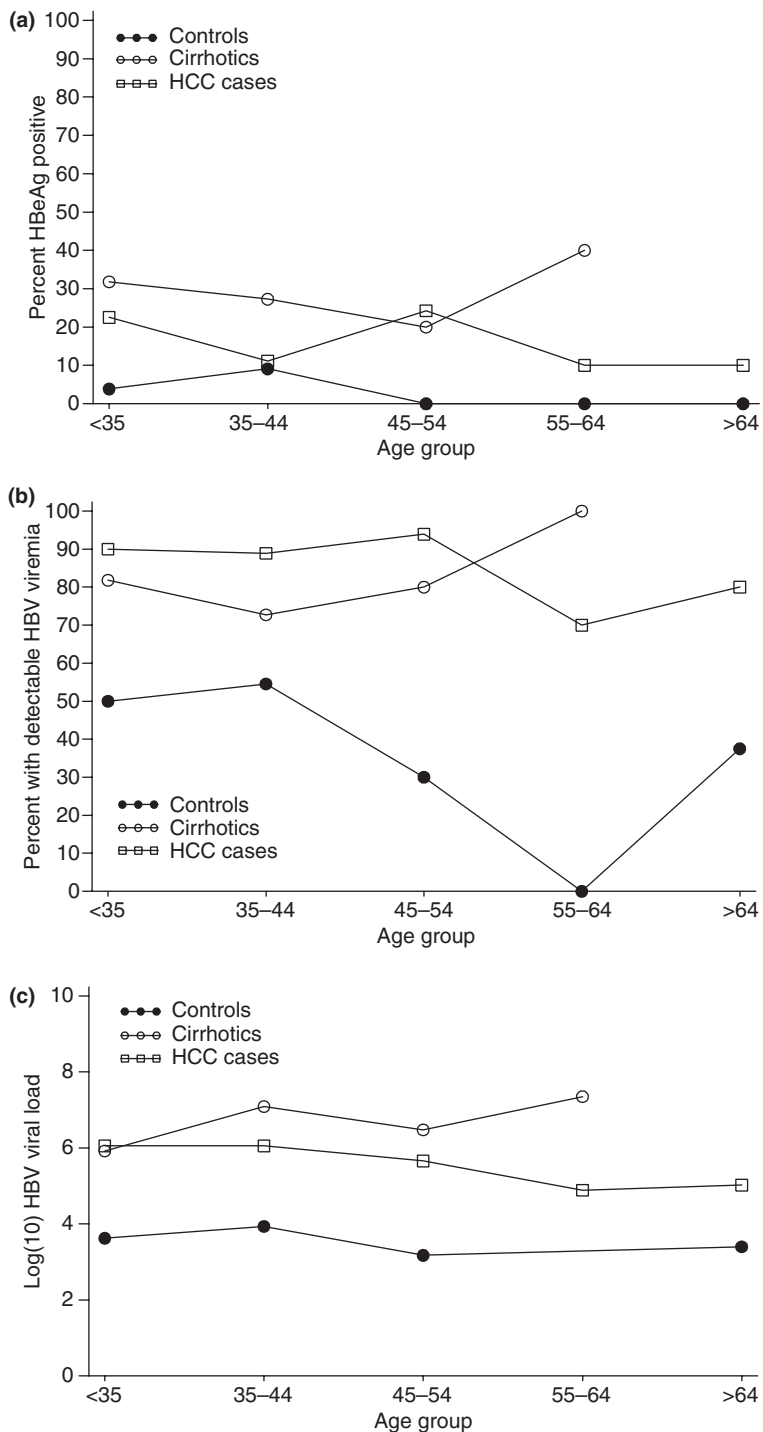 (a)
100
90
80
70
60
50
40
30
20
10
0
Percent HBeAg positive
Controls
Cirrhotics
HCC cases
<35 35–44 45–54 55–64 >64
Age group
(b)
100
90
80
70
60
50
40
30
20
10
0
Percent with detectable HBV viremia
Controls
Cirrhotics
HCC cases
<35 35–44 45–54 55–64 >64
Age group
(c)
10
8
6
4
2
0
Log(10) HBV viral load
Controls
Cirrhotics
HCC cases
<35 35–44 45–54 55–64 >64
Age group